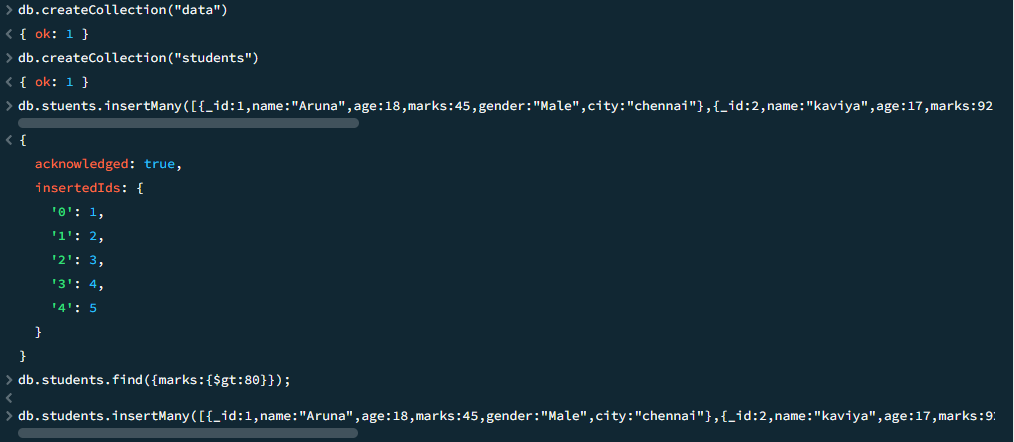 > db.createCollection("data")
< { ok: 1 }
> db.createCollection("students")
< { ok: 1 }
> db.stuents.insertMany([{_id:1,name:"Aruna",age:18,marks:45,gender:"Male",city:"chennai"},{_id:2,name:"kaviya",age:17,marks:92
< {
acknowledged: true,
insertedIds: {
'0': 1,
'1': 2,
'2': 3,
'3': 4,
'4': 5
}
}
> db.students.find({marks:{$gt:80}});
<
> db.students.insertMany([{_id:1,name:"Aruna",age:18,marks:45,gender:"Male",city:"chennai"},{_id:2,name:"kaviya",age:17,marks:92